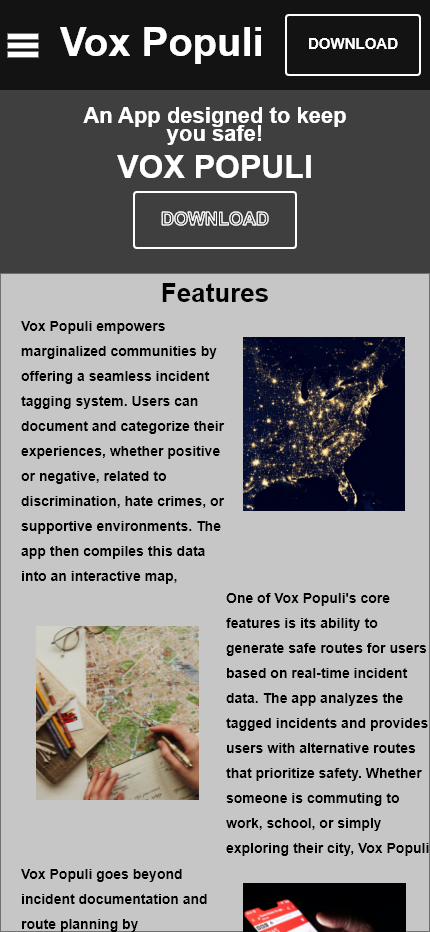 Vox Populi
DOWNLOAD
An App designed to keep
you safe!
VOX POPULI
DOWNLOAD
Features
Vox Populi empowers
marginalized communities by
offering a seamless incident
tagging system. Users can
document and categorize their
experiences, whether positive
or negative, related to
discrimination, hate crimes, or
supportive environments. The
app then compiles this data
into an interactive map,
One of Vox Populi's core
features is its ability to
generate safe routes for users
based on real-time incident
data. The app analyzes the
tagged incidents and provides
users with alternative routes
that prioritize safety. Whether
someone is commuting to
work, school, or simply
exploring their city, Vox Populi
Vox Populi goes beyond
incident documentation and
route planning by